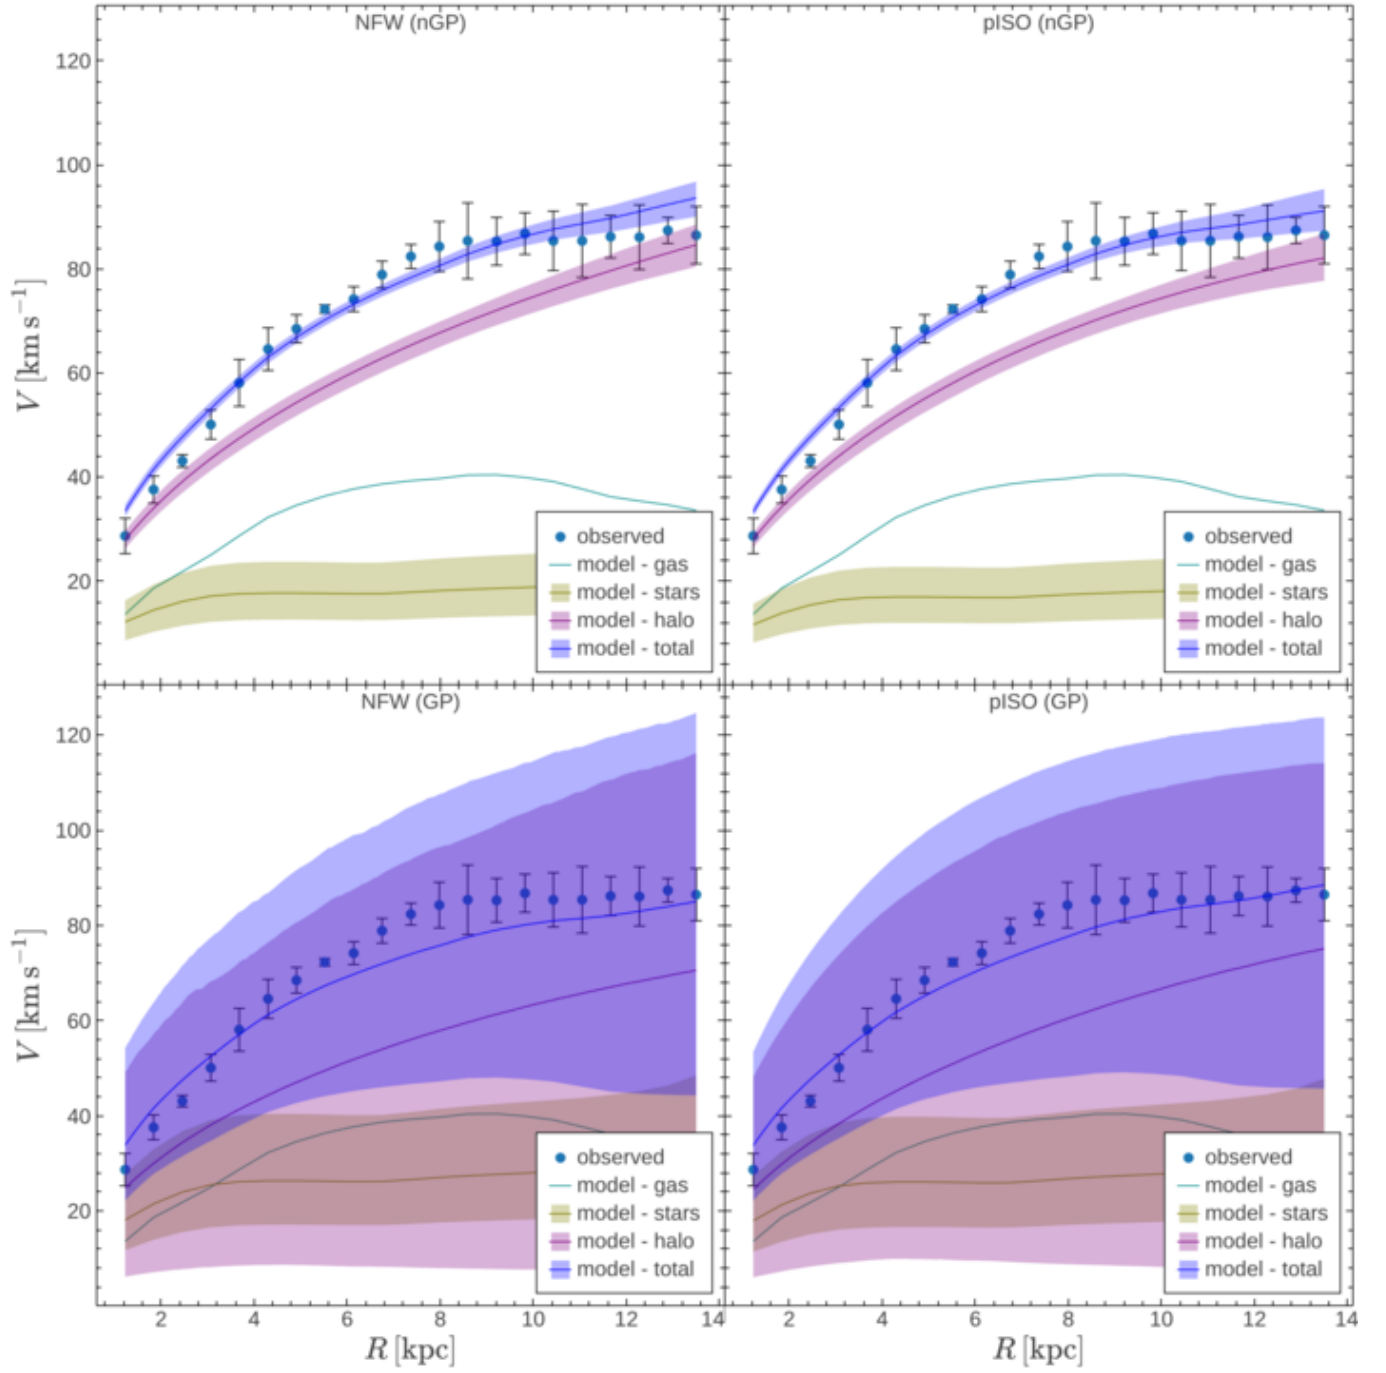 NFW (nGP)
pISO (nGP)
120
100
80
60
40
20
V [km s⁻¹]
observed
model - gas
model - stars
model - halo
model - total
observed
model - gas
model - stars
model - halo
model - total
NFW (GP)
pISO (GP)
120
100
80
60
40
20
V [km s⁻¹]
observed
model - gas
model - stars
model - halo
model - total
observed
model - gas
model - stars
model - halo
model - total
2 4 6 8 10 12 14
2 4 6 8 10 12 14
R [kpc]
R [kpc]